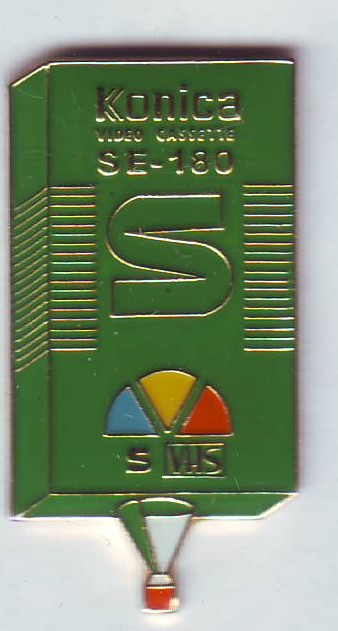 Konica
VIDEO CASSETTE
SE-180
S
S VHS